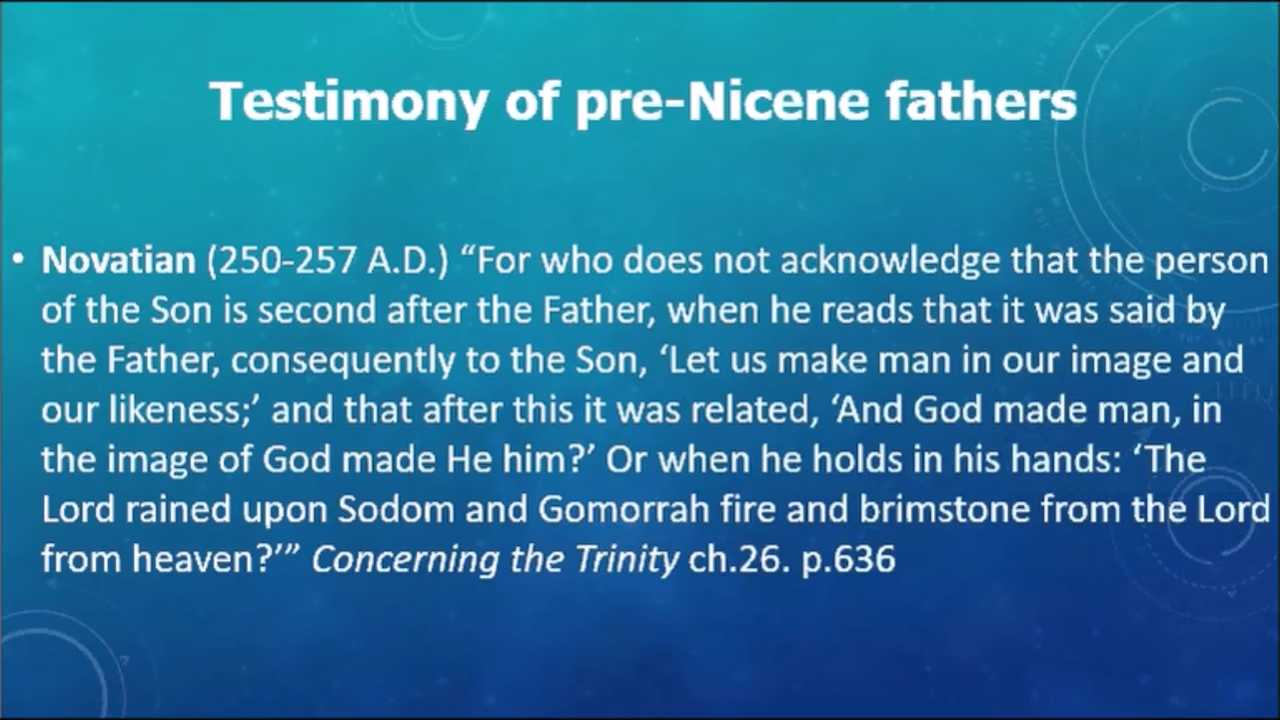 Testimony of pre-Nicene fathers
• Novatian (250-257 A.D.) “For who does not acknowledge that the person
of the Son is second after the Father, when he reads that it was said by
the Father, consequently to the Son, ‘Let us make man in our image and
our likeness;’ and that after this it was related, ‘And God made man, in
the image of God made He him?’ Or when he holds in his hands: ‘The
Lord rained upon Sodom and Gomorrah fire and brimstone from the Lord
from heaven?’” Concerning the Trinity ch.26. p.636